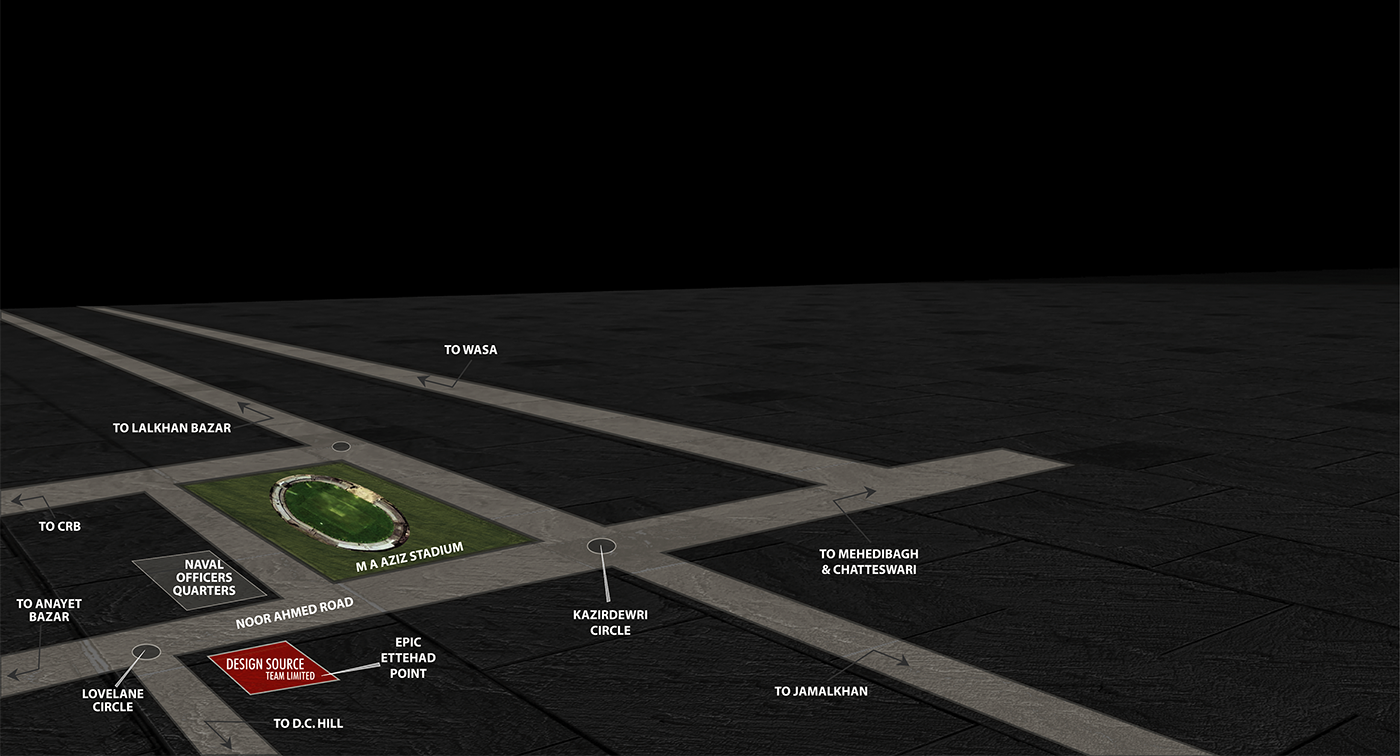 TO WASA
TO LALKHAN BAZAR
TO CRB
M A AZIZ STADIUM
TO MEHEDIBAGH
& CHATTESWARI
NAVAL
OFFICERS
QUARTERS
TO ANAYET
BAZAR
NOOR AHMED ROAD
KAZIRDEWRI
CIRCLE
DESIGN SOURCE
TEAM LIMITED
EPIC
ETTEHAD
POINT
LOVELANE
CIRCLE
TO JAMALKHAN
TO D.C. HILL